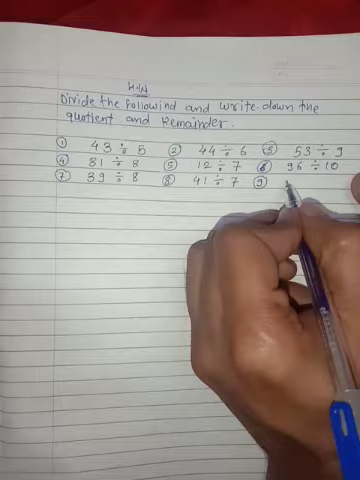 H.W
Divide the followind and write down the
quotient and Remainder.
① 43 ÷ 5 ② 44 ÷ 6 ③ 53 ÷ 9
④ 81 ÷ 8 ⑤ 12 ÷ 7 ⑥ 96 ÷ 10
⑦ 39 ÷ 8 ⑧ 41 ÷ 7 ⑨